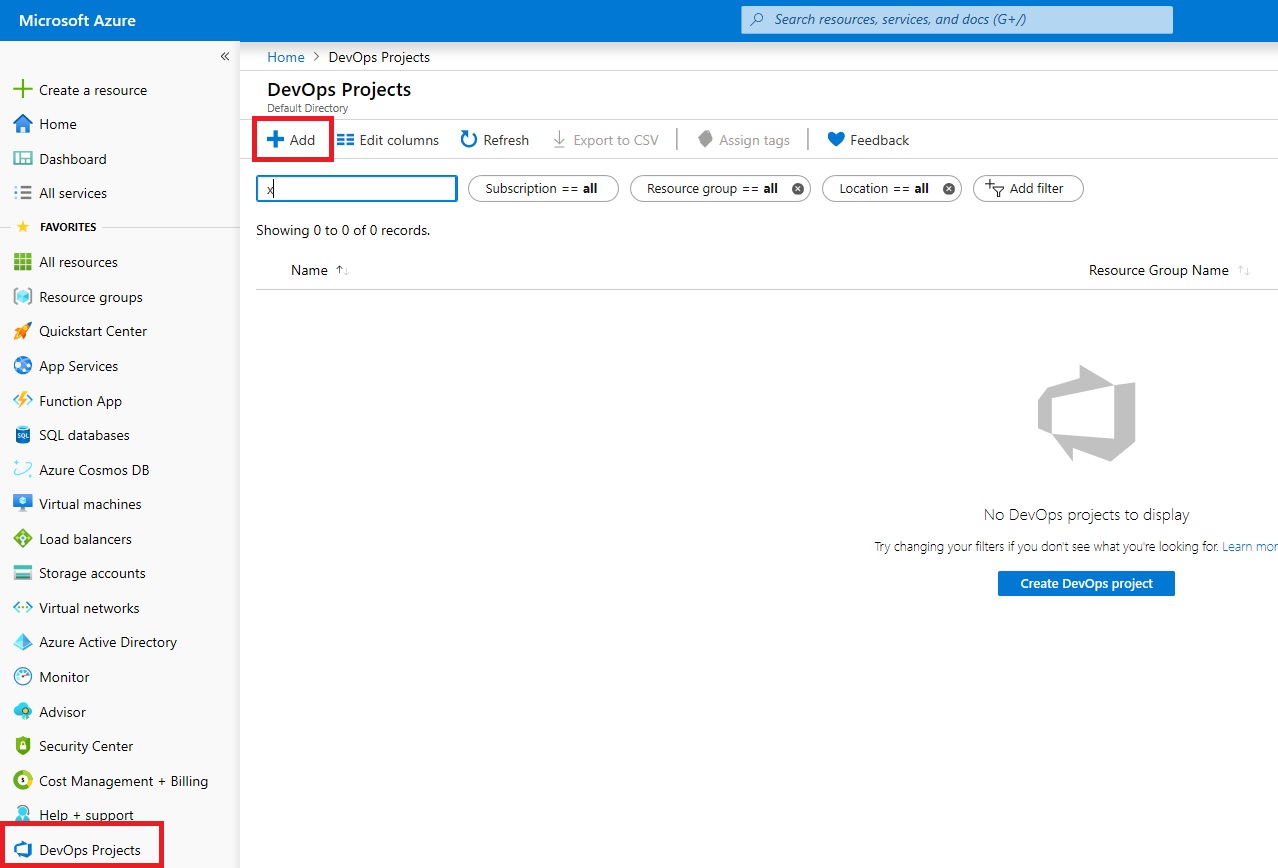 Microsoft Azure
Search resources, services, and docs (G+/)
«
Create a resource
Home
Dashboard
All services
FAVORITES
All resources
Resource groups
Quickstart Center
App Services
Function App
SQL
SQL databases
Azure Cosmos DB
Virtual machines
Load balancers
Storage accounts
Virtual networks
Azure Active Directory
Monitor
Advisor
Security Center
Cost Management + Billing
Help + support
DevOps Projects
Home > DevOps Projects
DevOps Projects
Default Directory
Add Edit columns Refresh Export to CSV Assign tags Feedback
x Subscription == all Resource group == all Location == all Add filter
Showing 0 to 0 of 0 records.
Name ↑↓ Resource Group Name ↑↓
No DevOps projects to display
Try changing your filters if you don't see what you're looking for. Learn mor
Create DevOps project